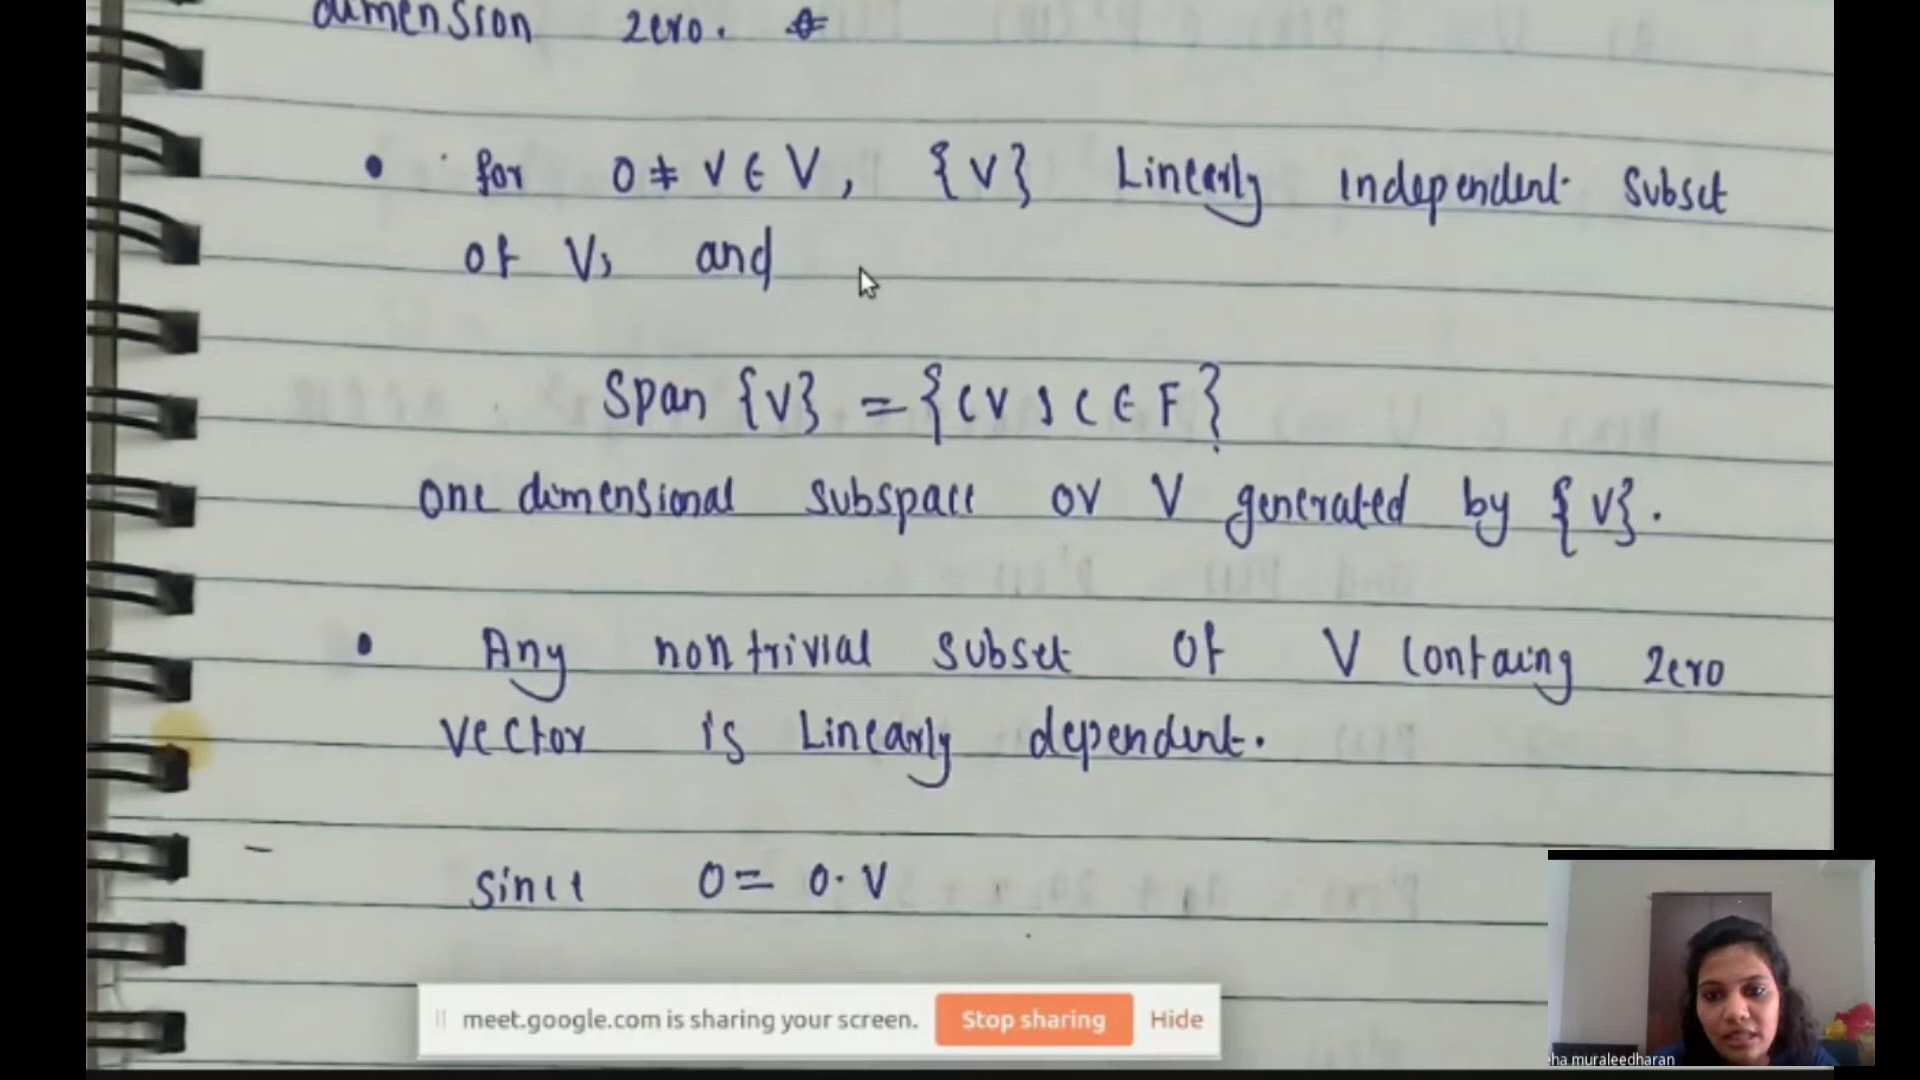 dimension zero.
• for 0 ≠ v ∈ V, {v} Linearly independent subset
of V, and
Span {v} = {cv | c ∈ F}
one dimensional subspace ov V generated by {v}.
• Any nontrivial subset of V containg zero
vector is Linearly dependent.
- Since 0 = 0. v
meet.google.com is sharing your screen. Stop sharing Hide
ha muraleedharan